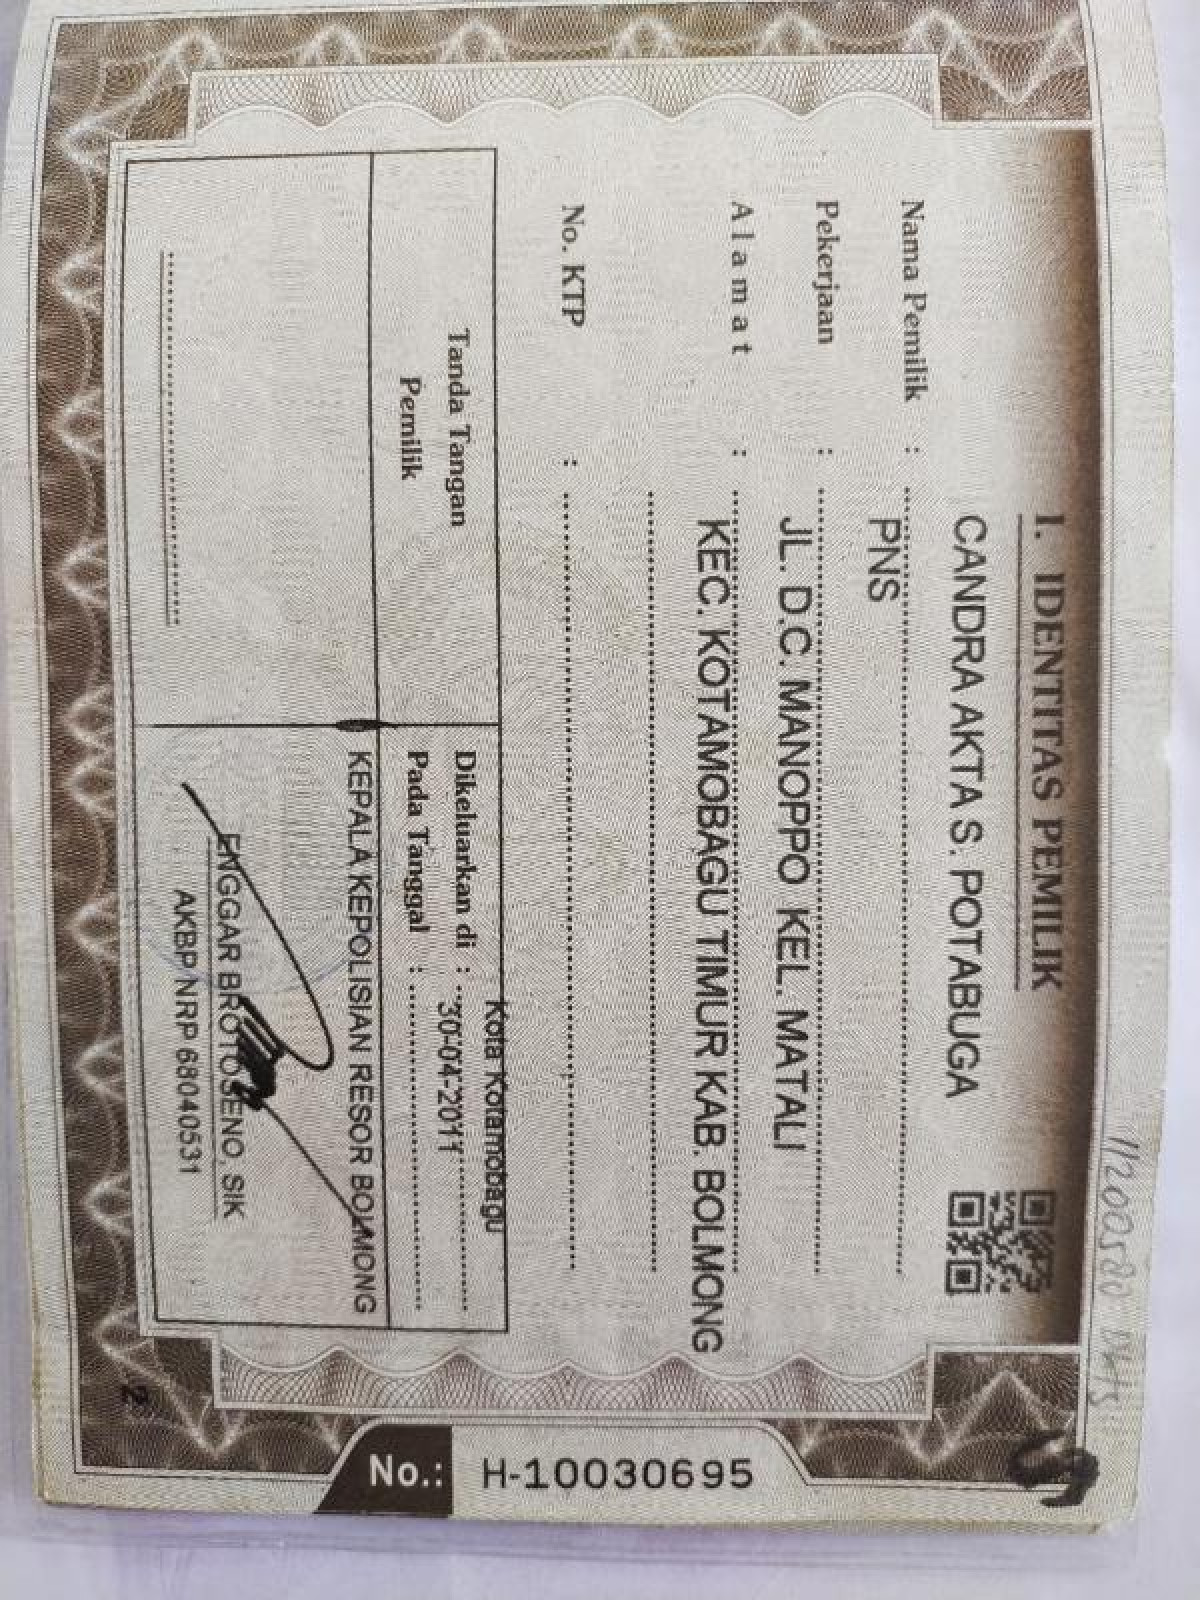 1. IDENTITAS PEMILIK
Nama Pemilik : CANDRA AKTA S. POTABUGA
Pekerjaan : PNS
Alamat : JL. D.C. MANOPPO KEL. MATALI
KEC. KOTAMOBAGU TIMUR KAB. BOLMONG
No. KTP :
Tanda Tangan
Pemilik
Kota Kotamobagu
Dikeluarkan di :
Pada Tanggal : 30-04-2011
KEPALA KEPOLISIAN RESOR BOLMONG
ENGGAR BROTOSENO, SIK
AKBP NRP 68040531
2
No.: H-10030695